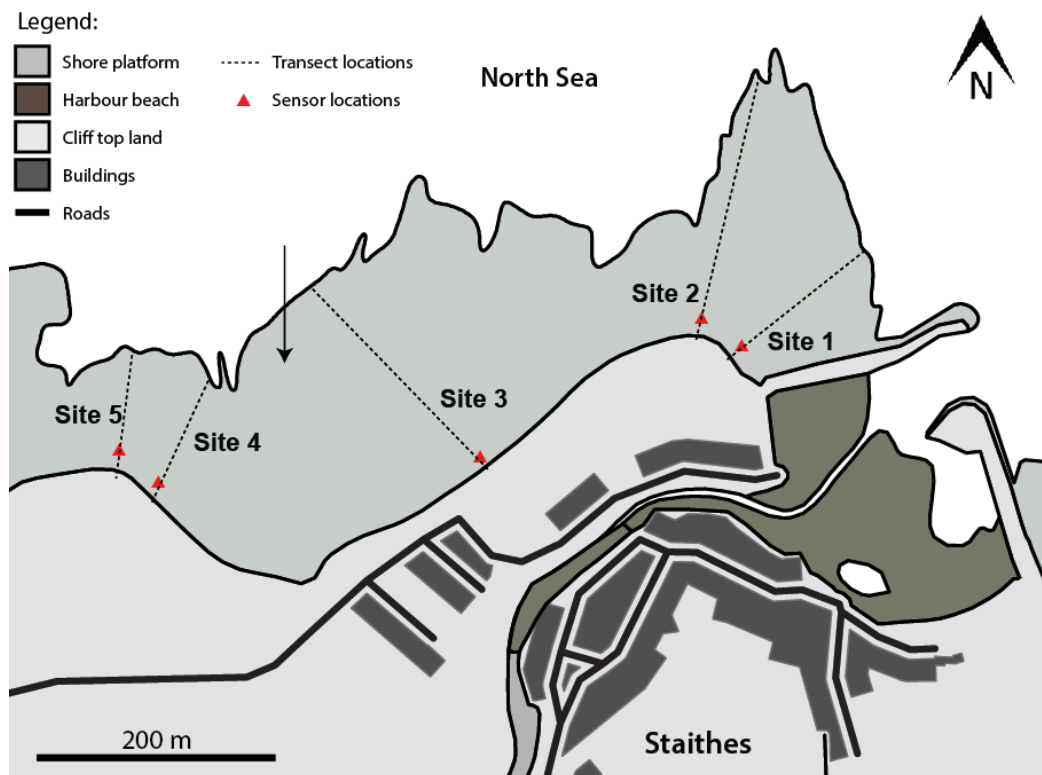 Legend:
Shore platform
Transect locations
Harbour beach
Sensor locations
Cliff top land
Buildings
Roads
North Sea
N
Site 2
Site 1
Site 3
Site 5
Site 4
200 m
Staithes